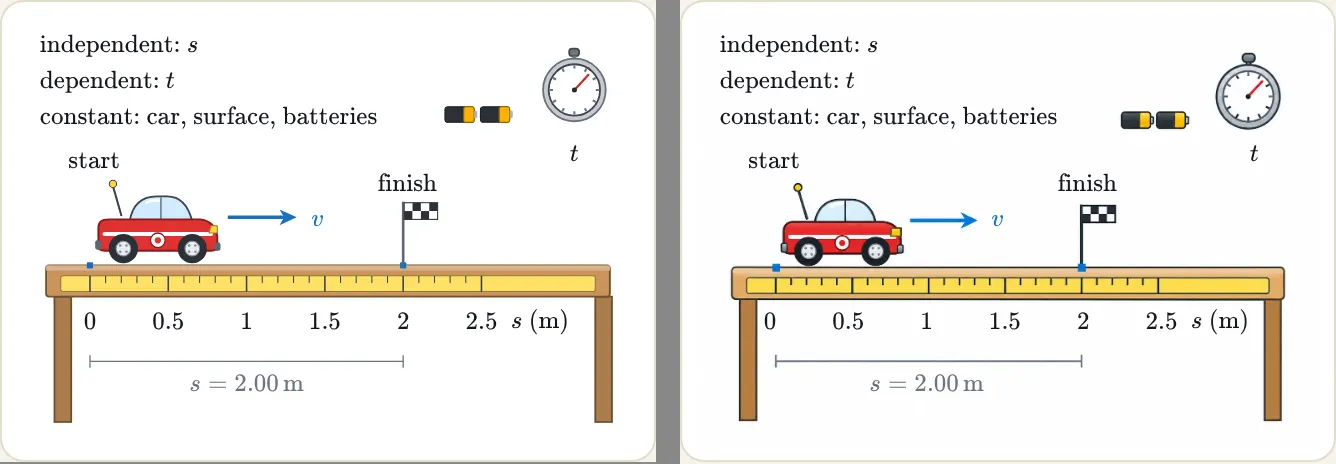 independent: s
dependent: t
constant: car, surface, batteries
t
start
finish
v
0 0.5 1 1.5 2 2.5 s (m)
s = 2.00 m
independent: s
dependent: t
constant: car, surface, batteries
t
start
finish
v
0 0.5 1 1.5 2 2.5 s (m)
s = 2.00 m